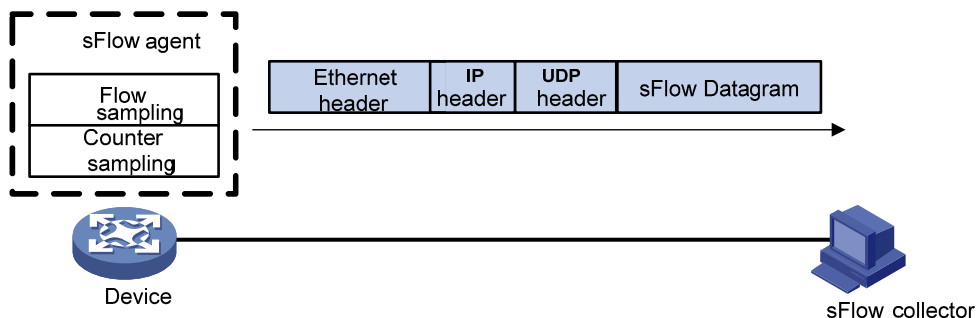 sFlow agent
Flow
sampling
Counter
sampling
Ethernet
header
IP
header
UDP
header
sFlow Datagram
Device
sFlow collector